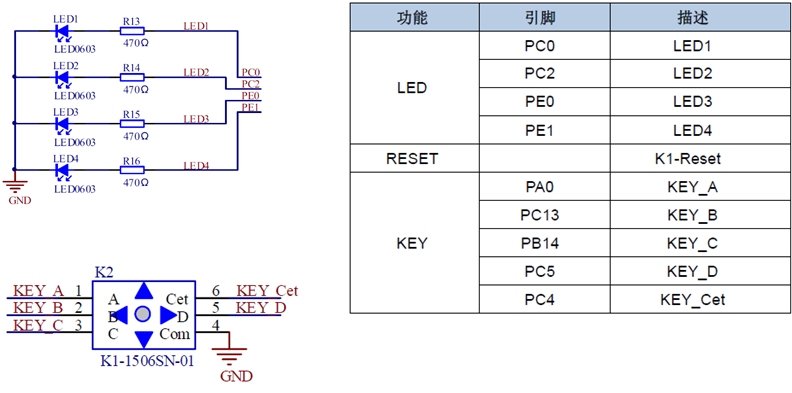 LED1
R13
LED1
LED0603
470Ω
LED2
R14
LED2
PC0
PC2
LED0603
470Ω
PE0
LED3
R15
LED3
PE1
LED0603
470Ω
LED4
R16
LED4
LED0603
470Ω
GND
K2
KEY_A 1 A Cet 6 KEY_Cet
KEY_B 2 B D 5 KEY_D
KEY_C 3 C Com 4
K1-1506SN-01
GND
功能 引脚 描述
LED
PC0 LED1
PC2 LED2
PE0 LED3
PE1 LED4
RESET K1-Reset
KEY
PA0 KEY_A
PC13 KEY_B
PB14 KEY_C
PC5 KEY_D
PC4 KEY_Cet